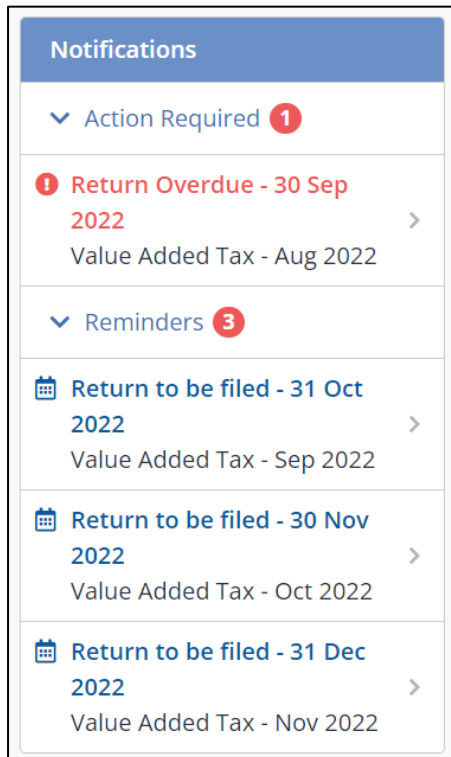 Notifications
Action Required 1
Return Overdue - 30 Sep
2022
Value Added Tax - Aug 2022
Reminders 3
Return to be filed - 31 Oct
2022
Value Added Tax - Sep 2022
Return to be filed - 30 Nov
2022
Value Added Tax - Oct 2022
Return to be filed - 31 Dec
2022
Value Added Tax - Nov 2022